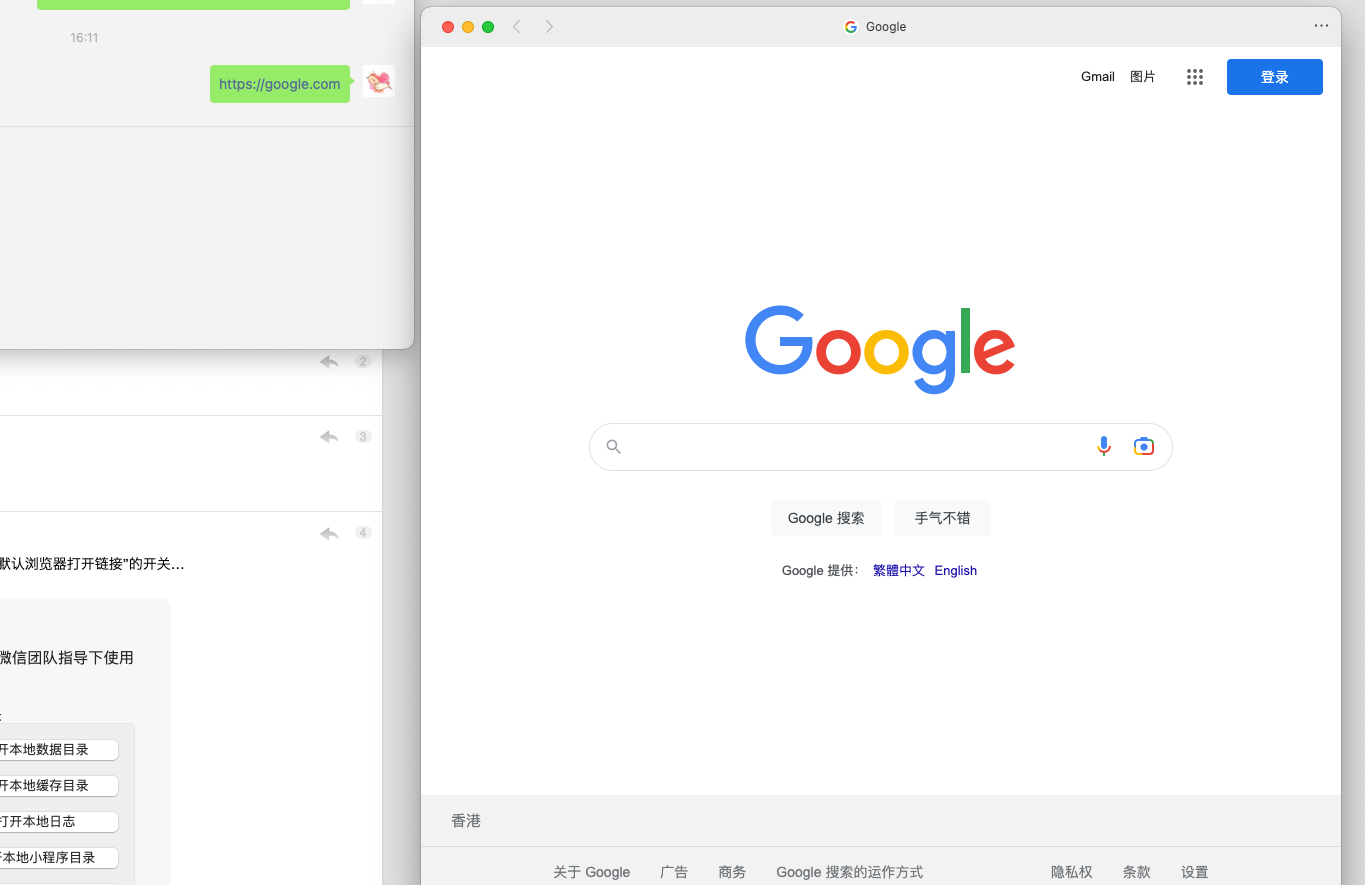 16:11
https://google.com
2
3
4
默认浏览器打开链接”的开关...
微信团队指导下使用
开本地数据目录
开本地缓存目录
打开本地日志
本地小程序目录
Google
Gmail 图片 登录
Google
Google 搜索 手气不错
Google 提供： 繁體中文 English
香港
关于 Google 广告 商务 Google 搜索的运作方式 隐私权 条款 设置